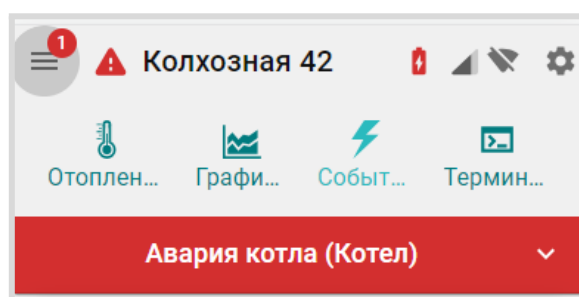 1
Колхозная 42
Отоплен... Графи... Событ... Термин...
Авария котла (Котел)